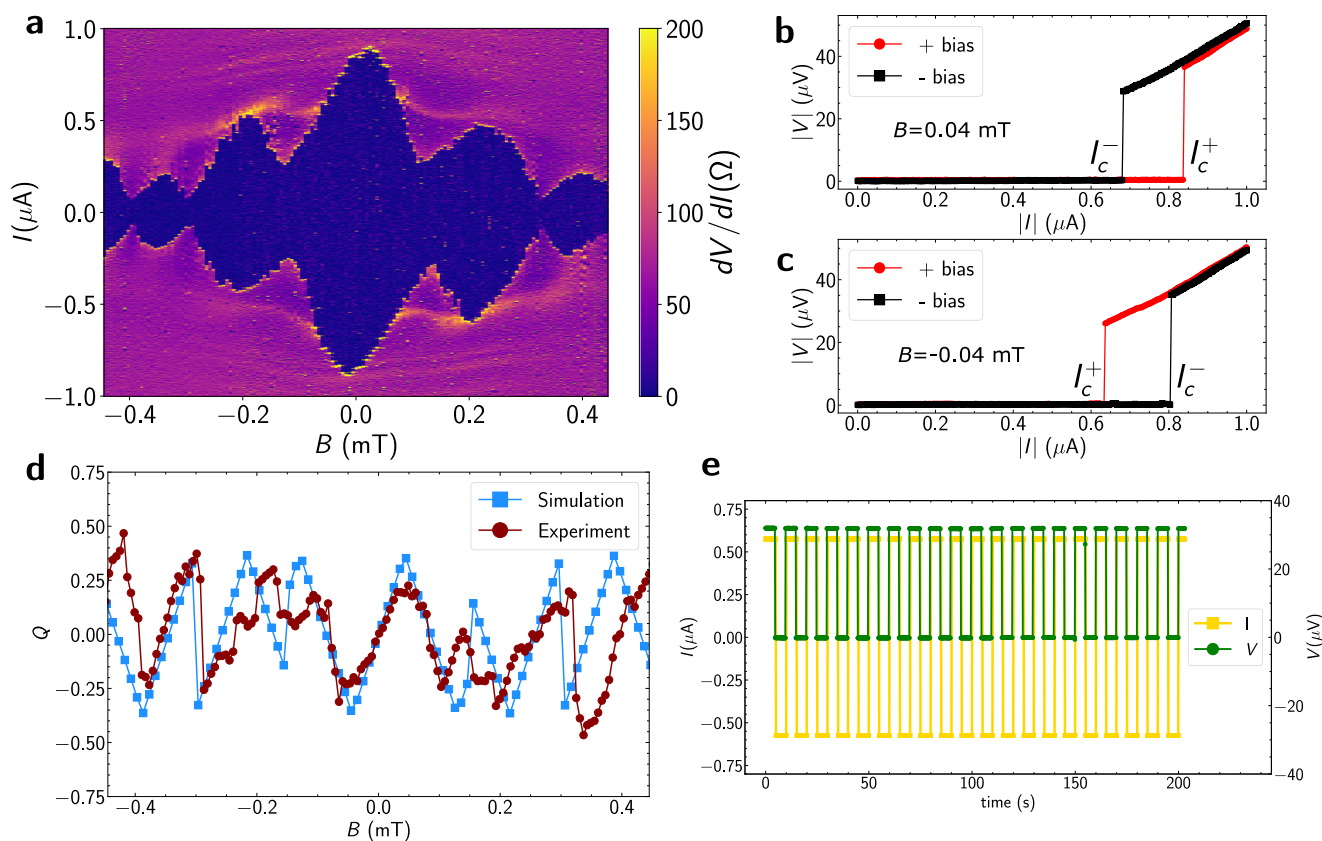 a
1.0
0.5
0.0
−0.5
−1.0
I(μA)
−0.4
−0.2
0.0
0.2
0.4
B (mT)
200
150
100
50
0
dV/dI(Ω)
b
+ bias
- bias
B=0.04 mT
I_c^-
I_c^+
40
20
0
|V| (μV)
0.0
0.2
0.4
0.6
0.8
1.0
|I| (μA)
c
+ bias
- bias
B=-0.04 mT
I_c^+
I_c^-
40
20
0
|V| (μV)
0.0
0.2
0.4
0.6
0.8
1.0
|I| (μA)
d
Simulation
Experiment
0.75
0.50
0.25
0.00
−0.25
−0.50
−0.75
Q
−0.4
−0.2
0.0
0.2
0.4
B (mT)
e
0.75
0.50
0.25
0.00
−0.25
−0.50
−0.75
I(μA)
I
V
40
20
0
−20
−40
V(μV)
0
50
100
150
200
time (s)